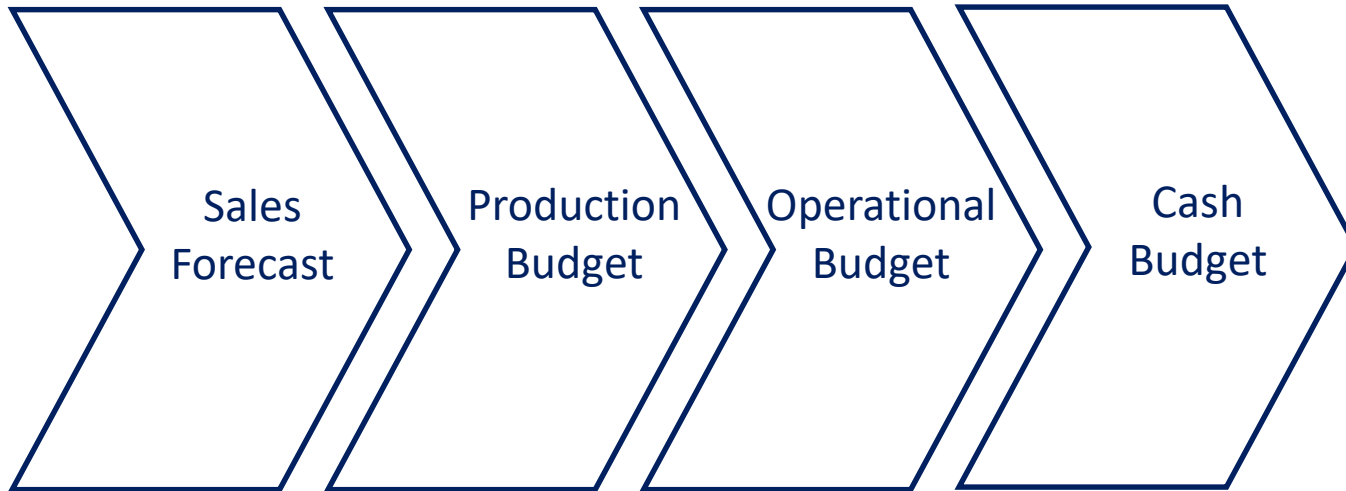 Sales
Forecast
Production
Budget
Operational
Budget
Cash
Budget